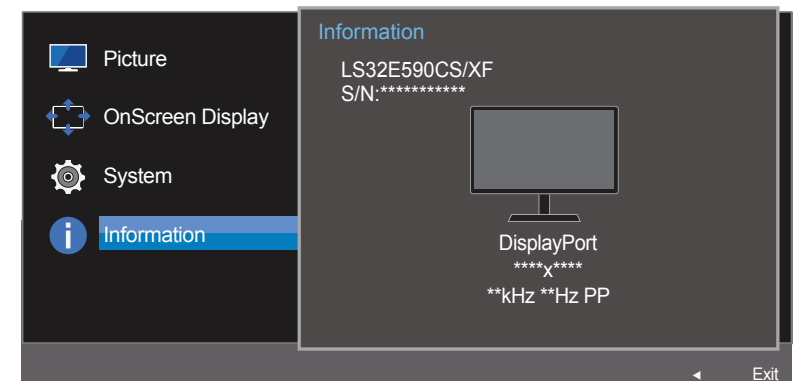 Picture
OnScreen Display
System
Information
Information
LS32E590CS/XF
S/N:***********
DisplayPort
****x****
**kHz **Hz PP
◄ Exit